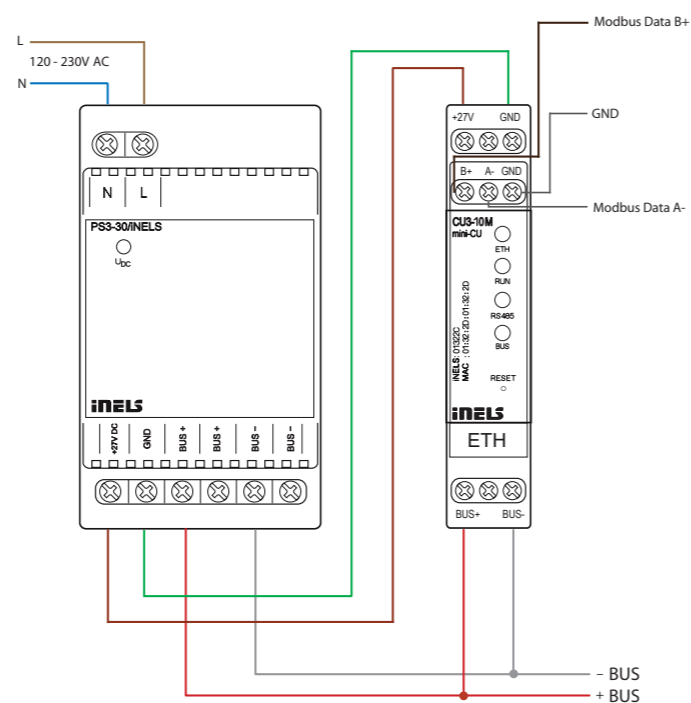 Modbus Data B+
L
120 - 230V AC
N
+27V GND
GND
B+ A- GND
N L
Modbus Data A-
PS3-30/INELS
UDC
CU3-10M
mini-CU
ETH
RUN
RS485
BUS
iNELS: 01322C
MAC : 01:32:2D:01:32:2D
RESET
iNELS
iNELS
+27V DC GND BUS + BUS + BUS – BUS –
ETH
BUS+ BUS-
– BUS
+ BUS